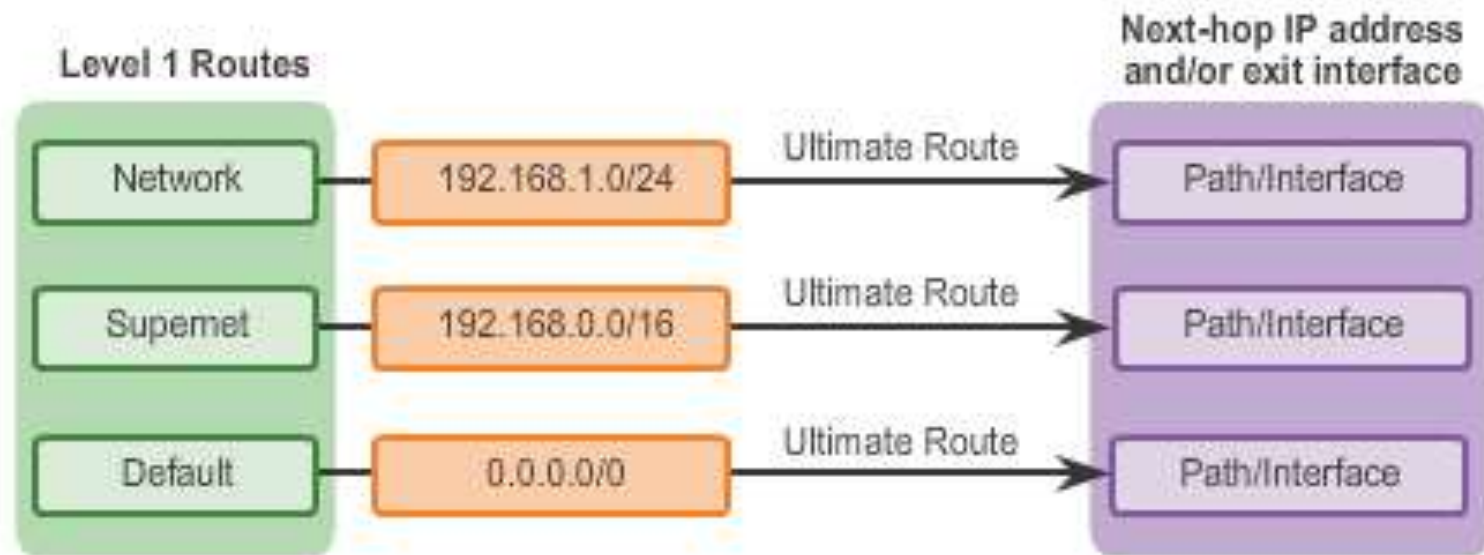 Level 1 Routes
Next-hop IP address
and/or exit interface
Network
192.168.1.0/24
Ultimate Route
Path/Interface
Supernet
192.168.0.0/16
Ultimate Route
Path/Interface
Default
0.0.0.0/0
Ultimate Route
Path/Interface